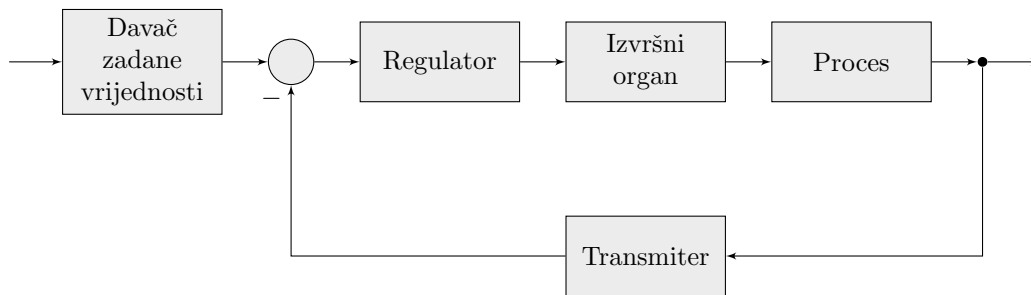 Davač
zadane
vrijednosti
−
Regulator
Izvršni
organ
Proces
Transmiter